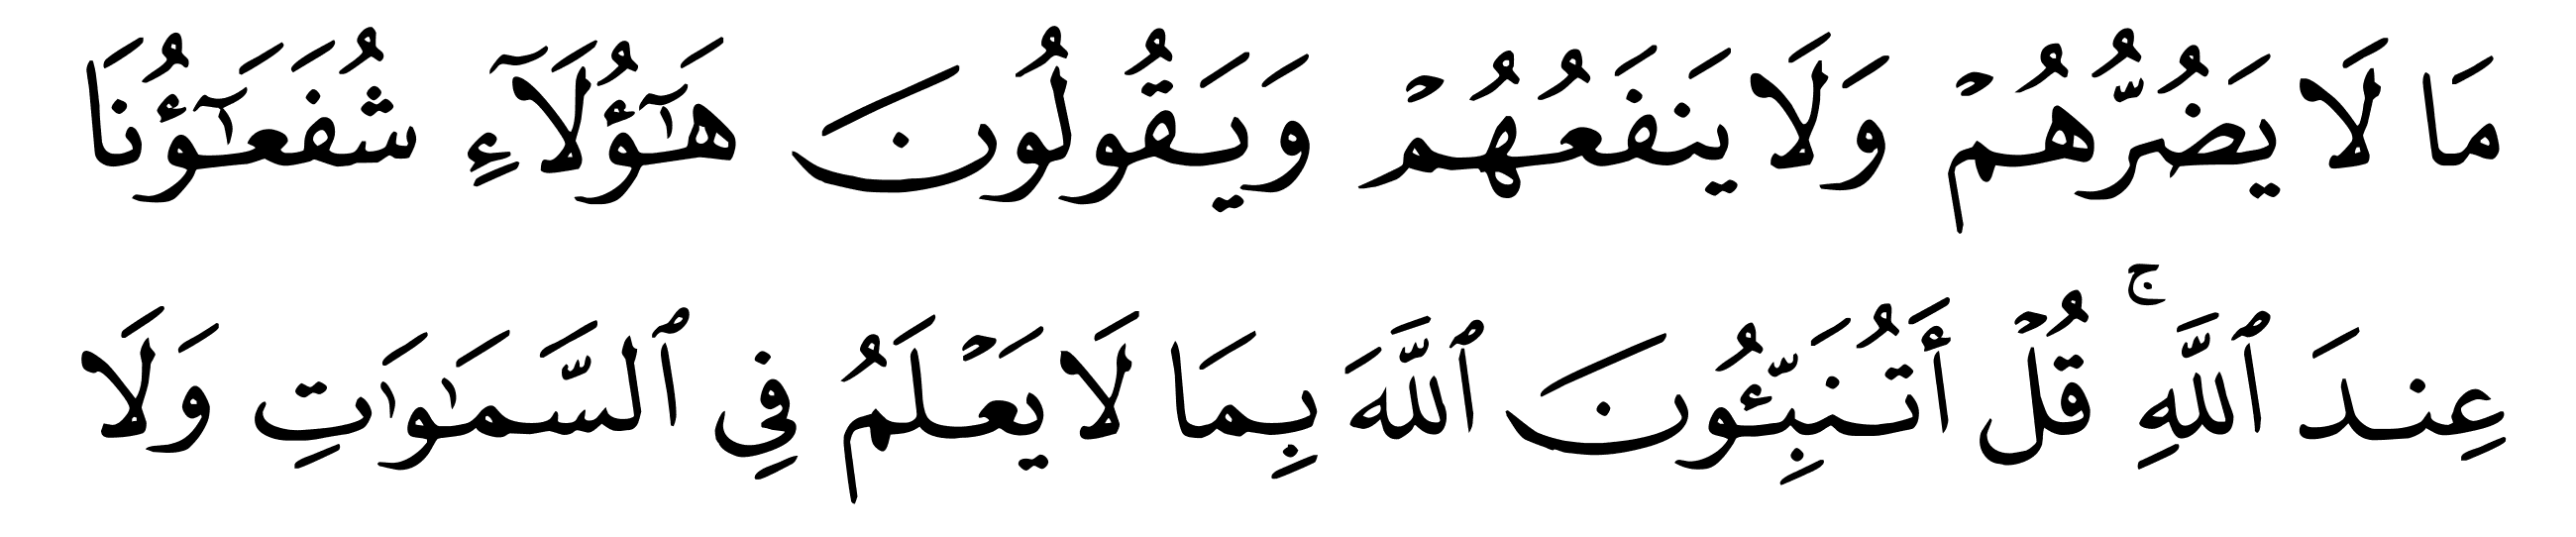 مَا لَا يَضُرُّهُمۡ وَلَا يَنفَعُهُمۡ وَيَقُولُونَ هَـٰٓؤُلَآءِ شُفَعَـٰٓؤُنَا
عِندَ ٱللَّهِۚ قُلۡ أَتُنَبِّـُٔونَ ٱللَّهَ بِمَا لَا يَعۡلَمُ فِي ٱلسَّمَـٰوَٰتِ وَلَا